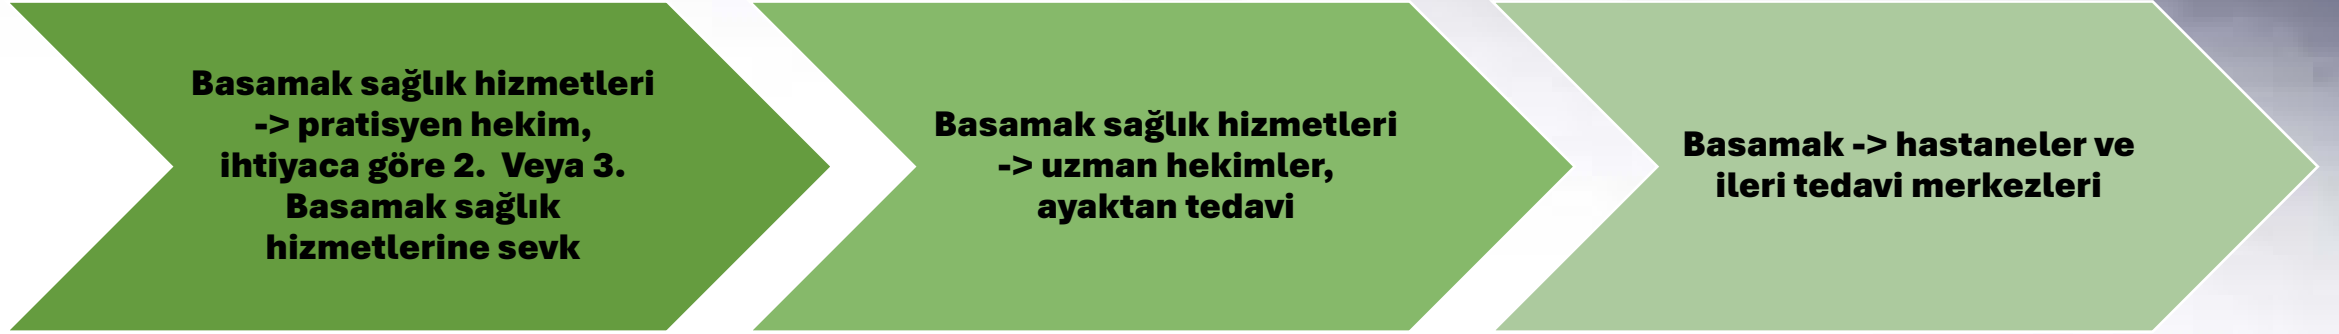 Basamak sağlık hizmetleri
-> pratisyen hekim,
ihtiyaca göre 2.  Veya 3.
Basamak sağlık
hizmetlerine sevk
Basamak sağlık hizmetleri
-> uzman hekimler,
ayaktan tedavi
Basamak -> hastaneler ve
ileri tedavi merkezleri